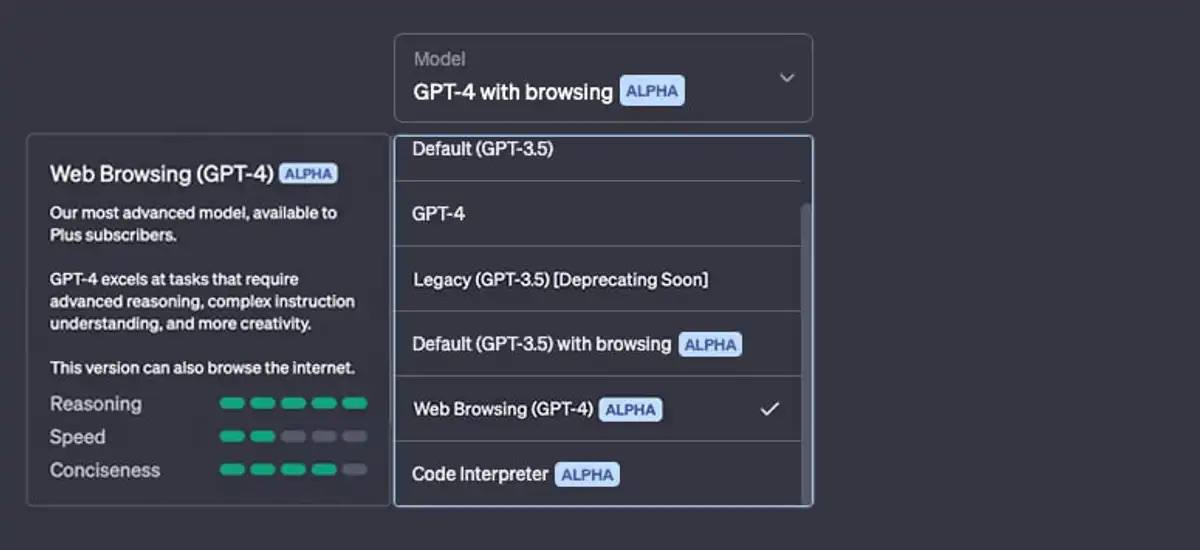 Model
GPT-4 with browsing ALPHA
Web Browsing (GPT-4) ALPHA
Our most advanced model, available to
Plus subscribers.
GPT-4 excels at tasks that require
advanced reasoning, complex instruction
understanding, and more creativity.
This version can also browse the internet.
Reasoning
Speed
Conciseness
Default (GPT-3.5)
GPT-4
Legacy (GPT-3.5) [Deprecating Soon]
Default (GPT-3.5) with browsing ALPHA
Web Browsing (GPT-4) ALPHA
Code Interpreter ALPHA